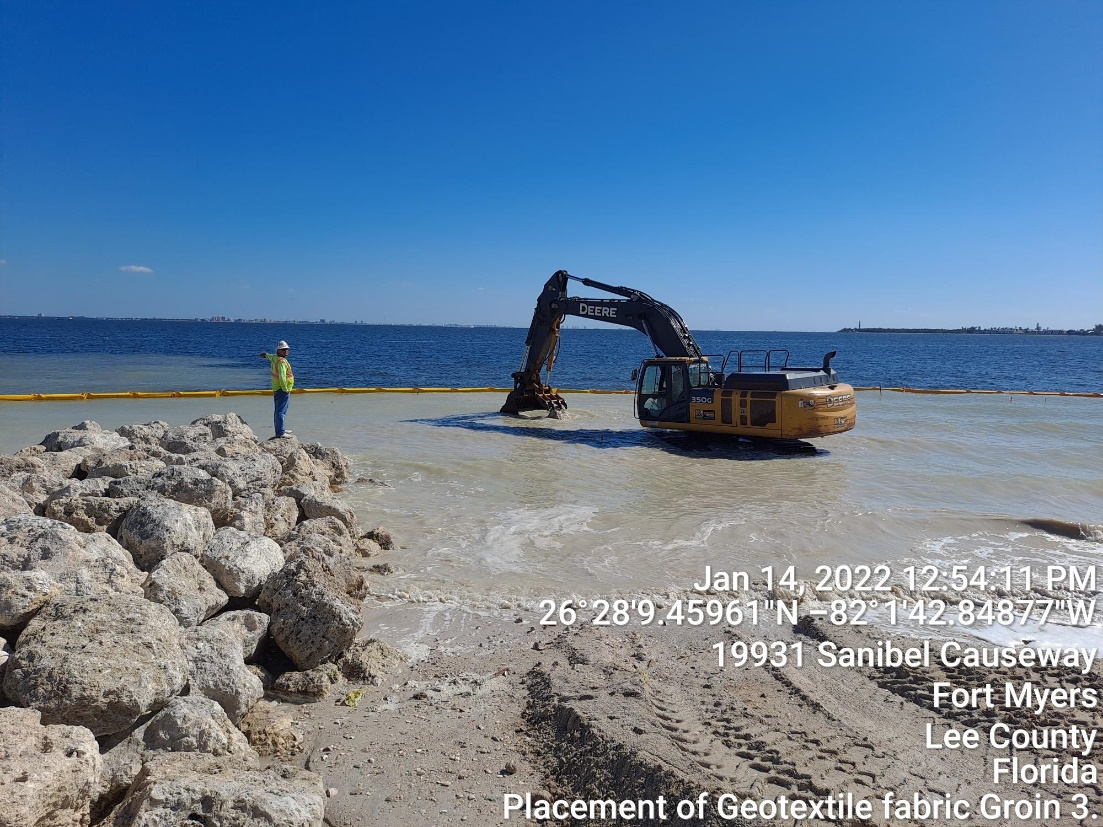 DEERE
350G
DEERE
Jan 14, 2022 12:54:11 PM
26°28'9.45961"N -82°1'42.84877"W
19931 Sanibel Causeway
Fort Myers
Lee County
Florida
Placement of Geotextile fabric Groin 3.